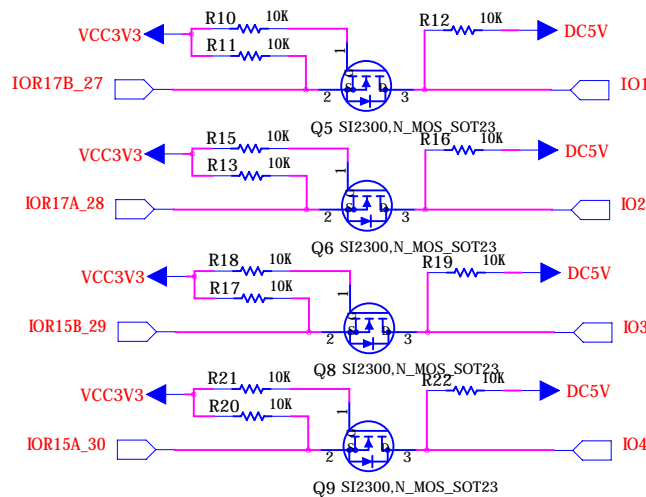 R10 10K R12 10K
VCC3V3 DC5V
R11 10K
1
IOR17B_27 2 G S D 3 IO1
Q5 SI2300,N_MOS_SOT23
R15 10K R16 10K
VCC3V3 DC5V
R13 10K
1
IOR17A_28 2 G S D 3 IO2
Q6 SI2300,N_MOS_SOT23
R18 10K R19 10K
VCC3V3 DC5V
R17 10K
1
IOR15B_29 2 G S D 3 IO3
Q8 SI2300,N_MOS_SOT23
R21 10K R22 10K
VCC3V3 DC5V
R20 10K
1
IOR15A_30 2 G S D 3 IO4
Q9 SI2300,N_MOS_SOT23